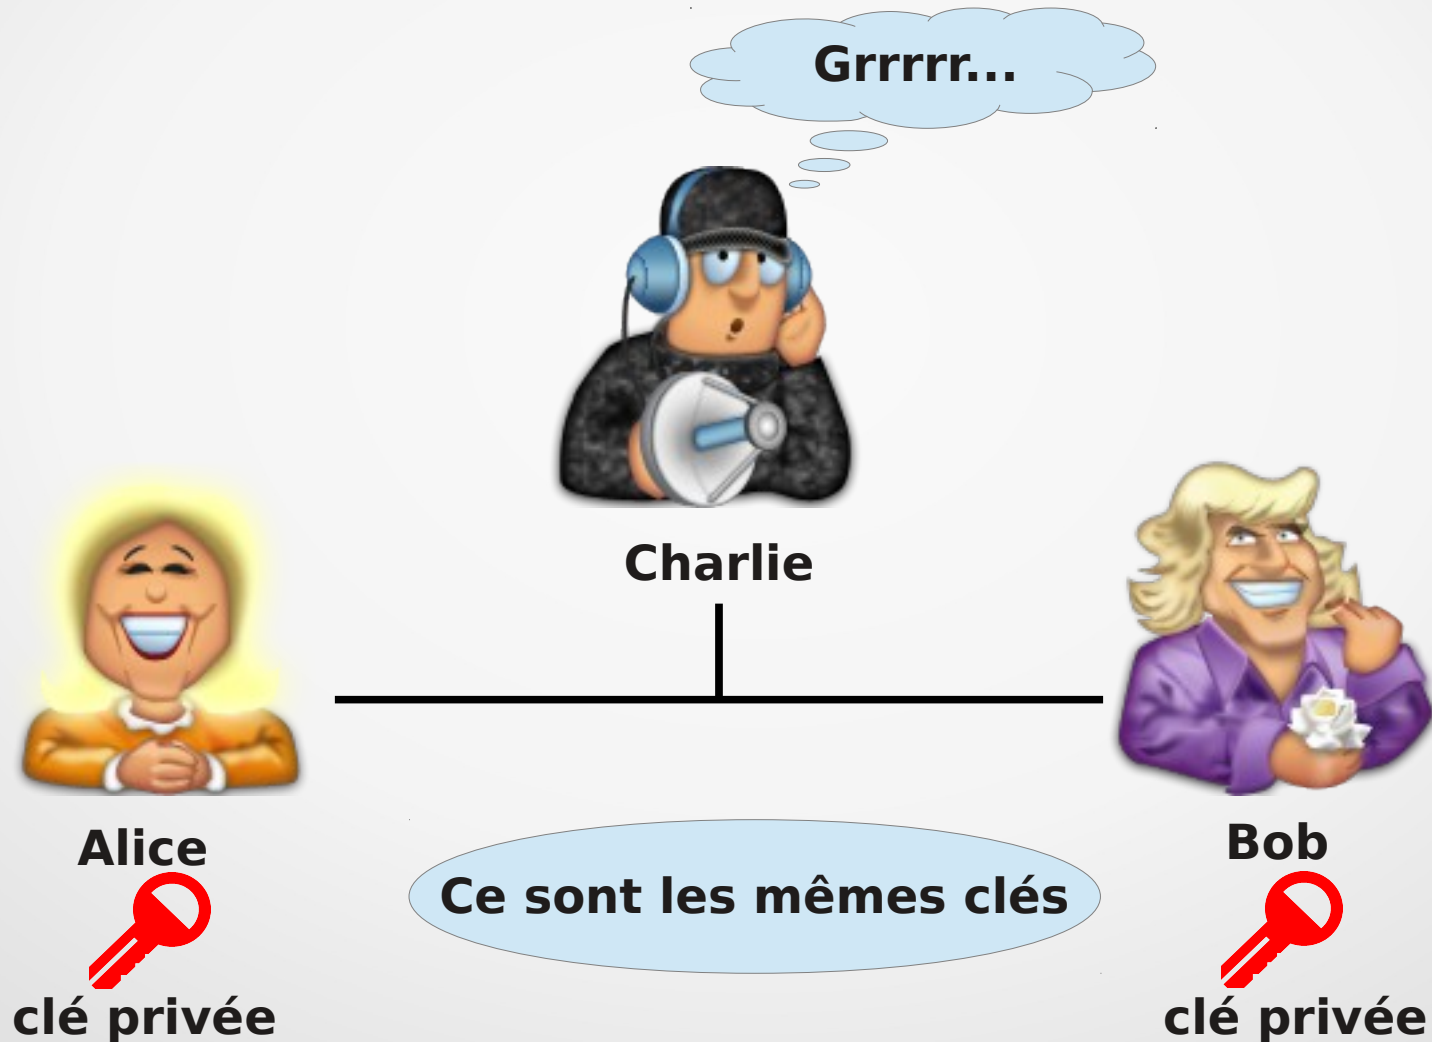 Grrrrr...
Charlie
Alice
Bob
Ce sont les mêmes clés
clé privée
clé privée